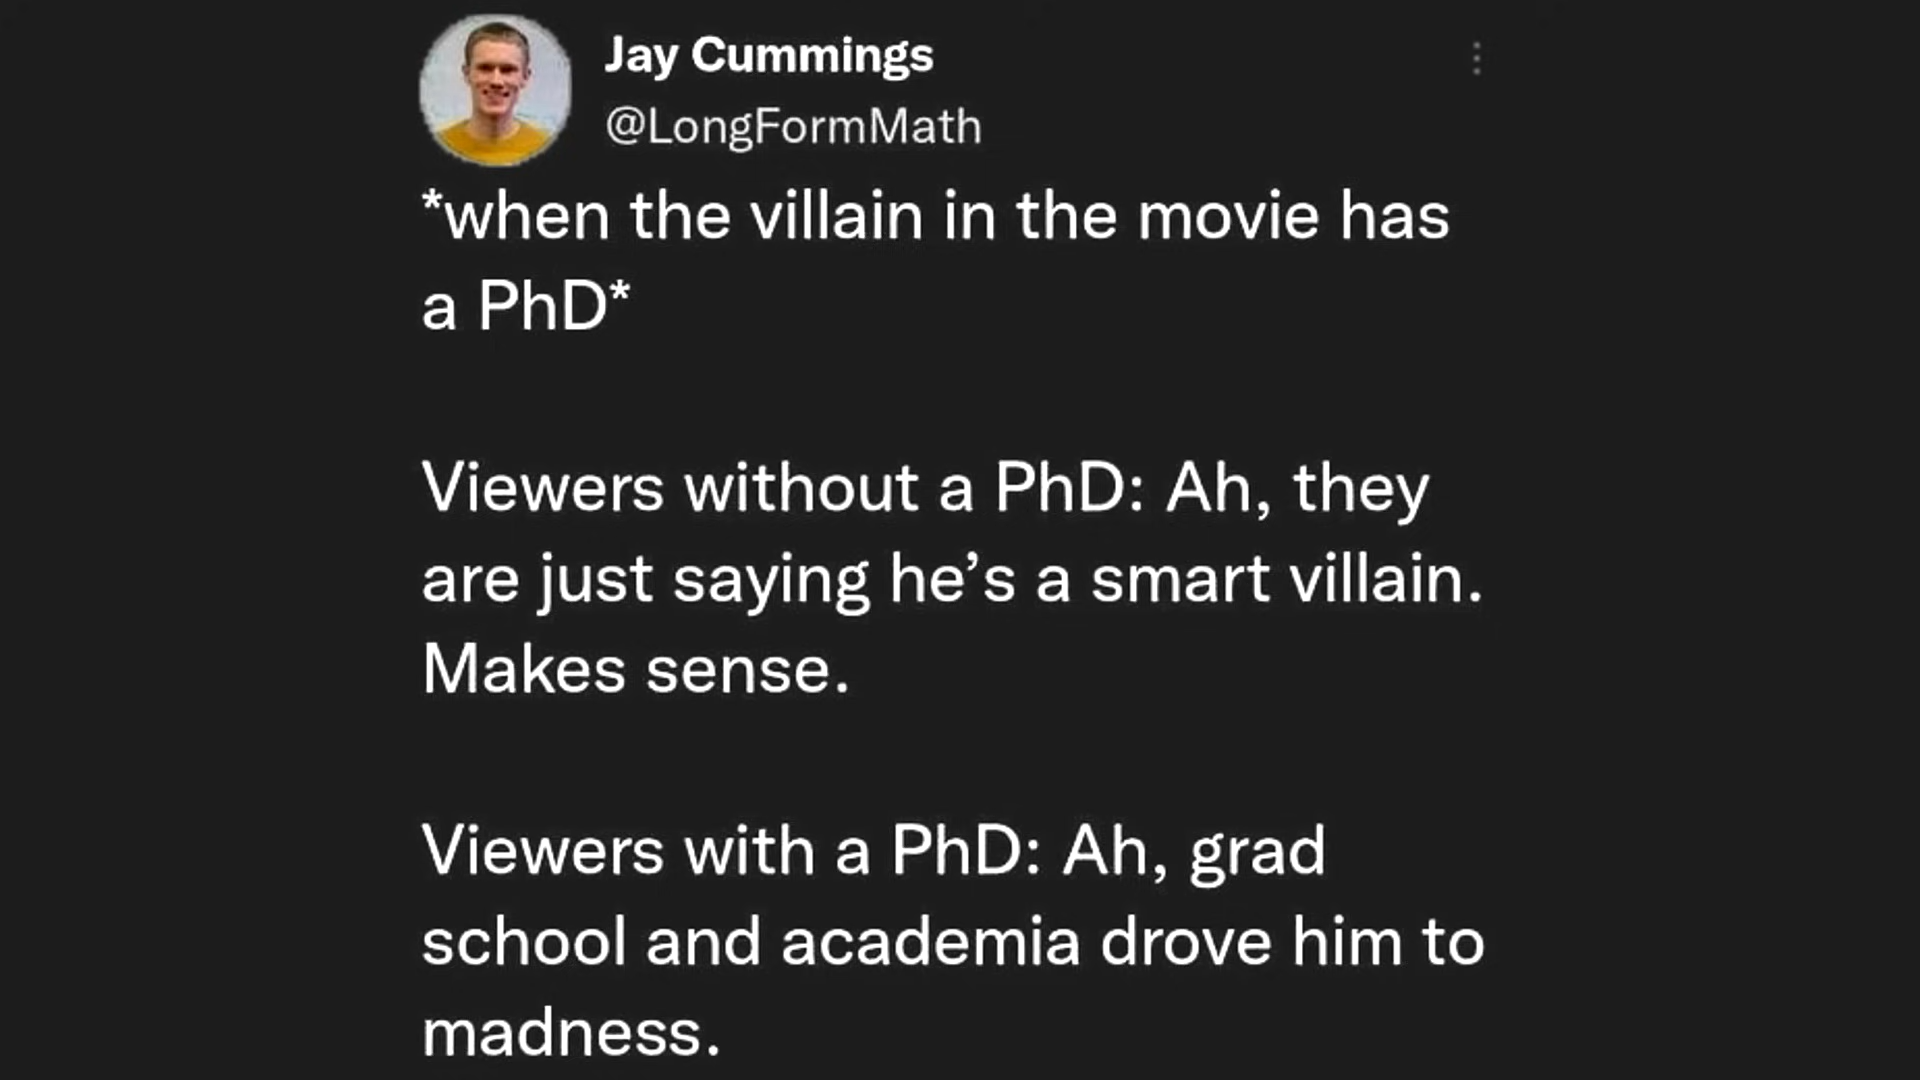 Jay Cummings
@LongFormMath
*when the villain in the movie has
a PhD*
Viewers without a PhD: Ah, they
are just saying he’s a smart villain.
Makes sense.
Viewers with a PhD: Ah, grad
school and academia drove him to
madness.